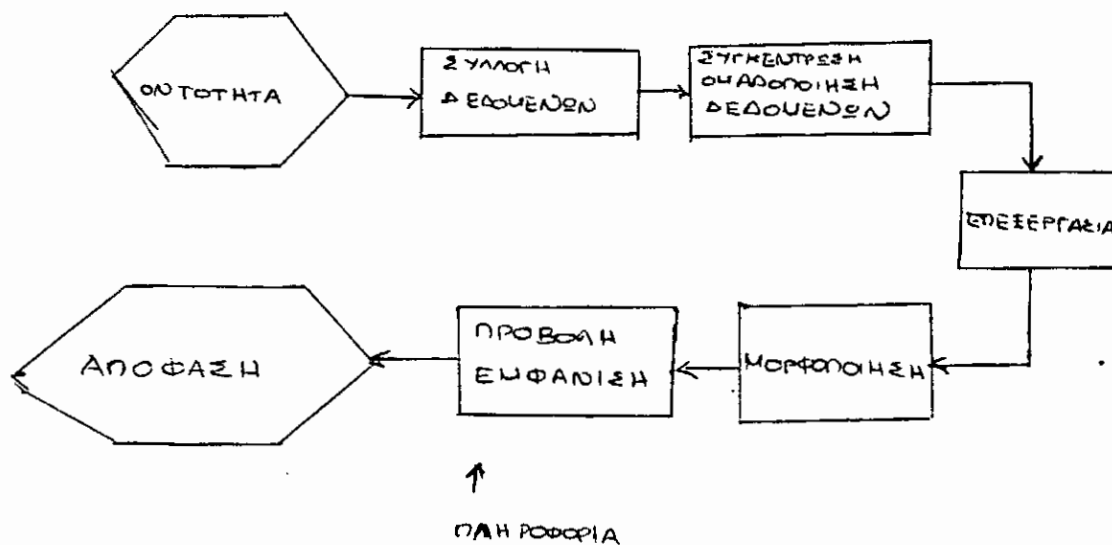 ΟΝΤΟΤΗΤΑ
ΣΥΛΛΟΓΗ
ΔΕΔΟΜΕΝΩΝ
ΣΥΓΚΕΝΤΡΩΣΗ
ΟΜΑΔΟΠΟΙΗΣΗ
ΔΕΔΟΜΕΝΩΝ
ΕΠΕΞΕΡΓΑΣΙΑ
ΜΟΡΦΟΠΟΙΗΣΗ
ΠΡΟΒΟΛΗ
ΕΜΦΑΝΙΣΗ
ΑΠΟΦΑΣΗ
ΠΛΗΡΟΦΟΡΙΑ